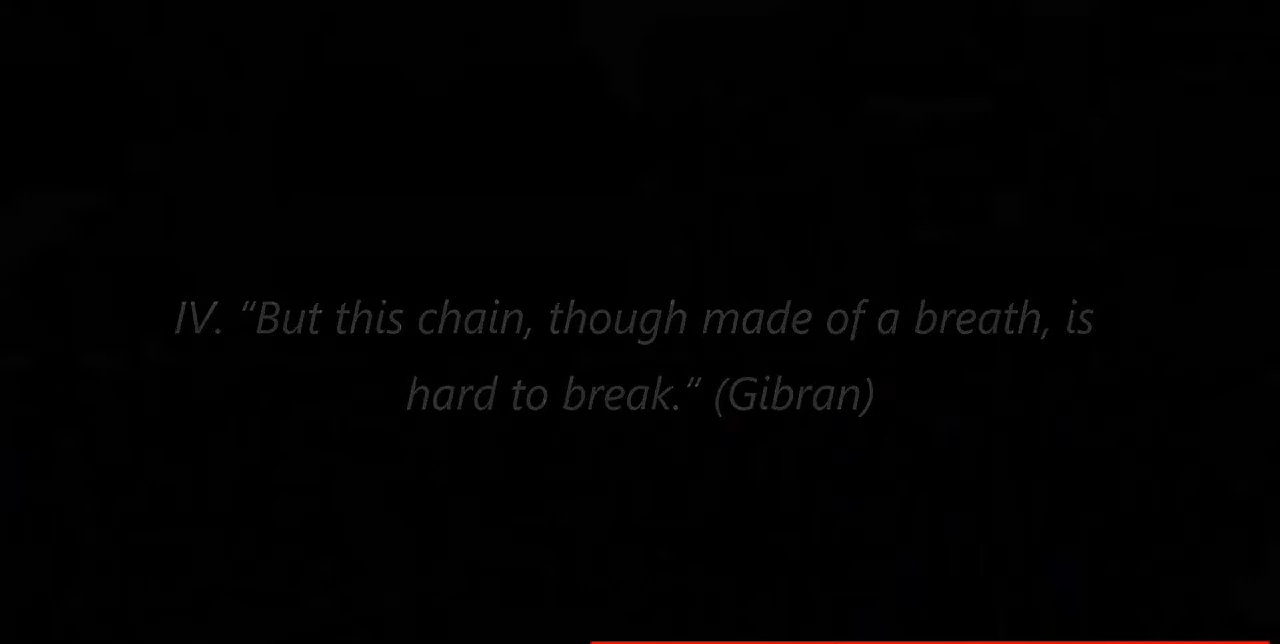 IV. “But this chain, though made of a breath, is
hard to break.” (Gibran)